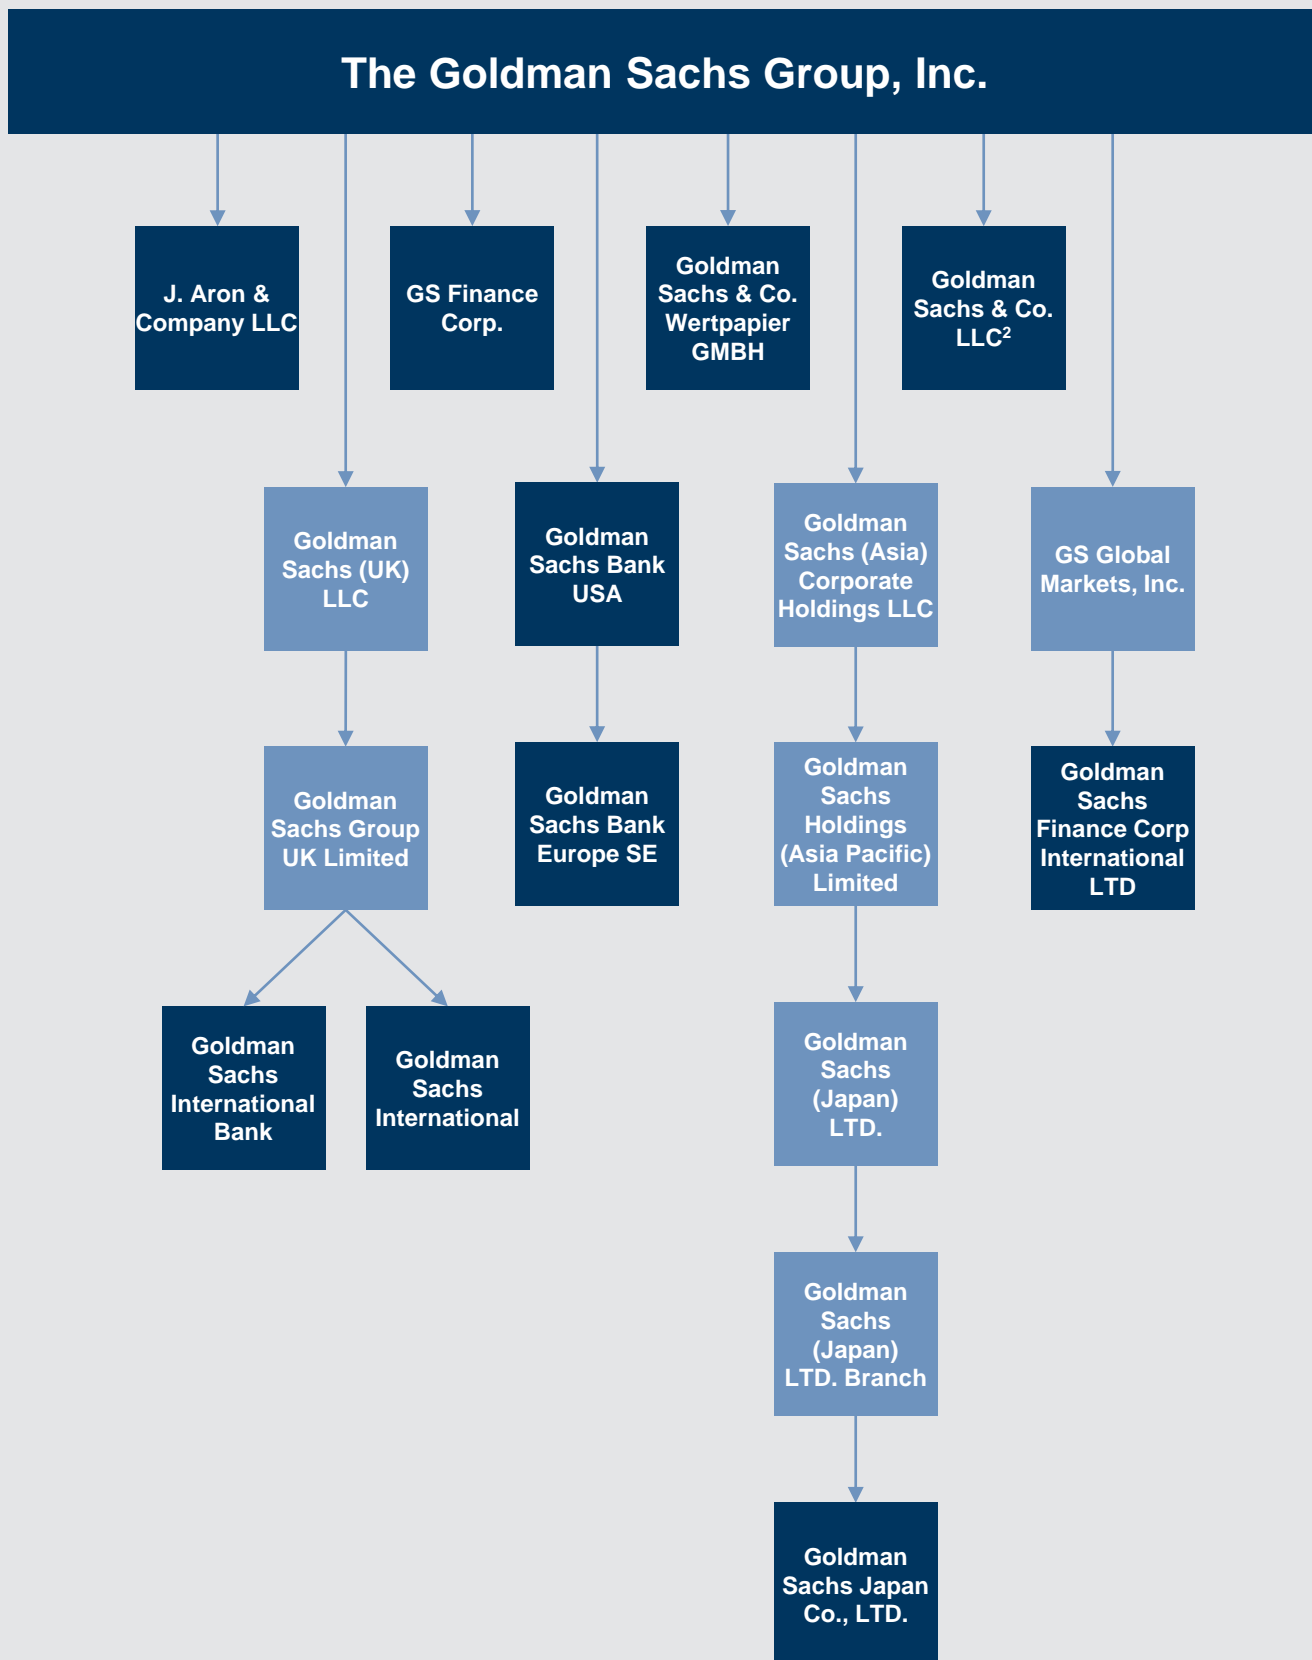 The Goldman Sachs Group, Inc.
J. Aron &
Company LLC
GS Finance
Corp.
Goldman
Sachs & Co.
Wertpapier
GMBH
Goldman
Sachs & Co.
LLC²
Goldman
Sachs (UK)
LLC
Goldman
Sachs Bank
USA
Goldman
Sachs (Asia)
Corporate
Holdings LLC
GS Global
Markets, Inc.
Goldman
Sachs Group
UK Limited
Goldman
Sachs Bank
Europe SE
Goldman
Sachs
Holdings
(Asia Pacific)
Limited
Goldman
Sachs
Finance Corp
International
LTD
Goldman
Sachs
International
Bank
Goldman
Sachs
International
Goldman
Sachs
(Japan)
LTD.
Goldman
Sachs
(Japan)
LTD. Branch
Goldman
Sachs Japan
Co., LTD.